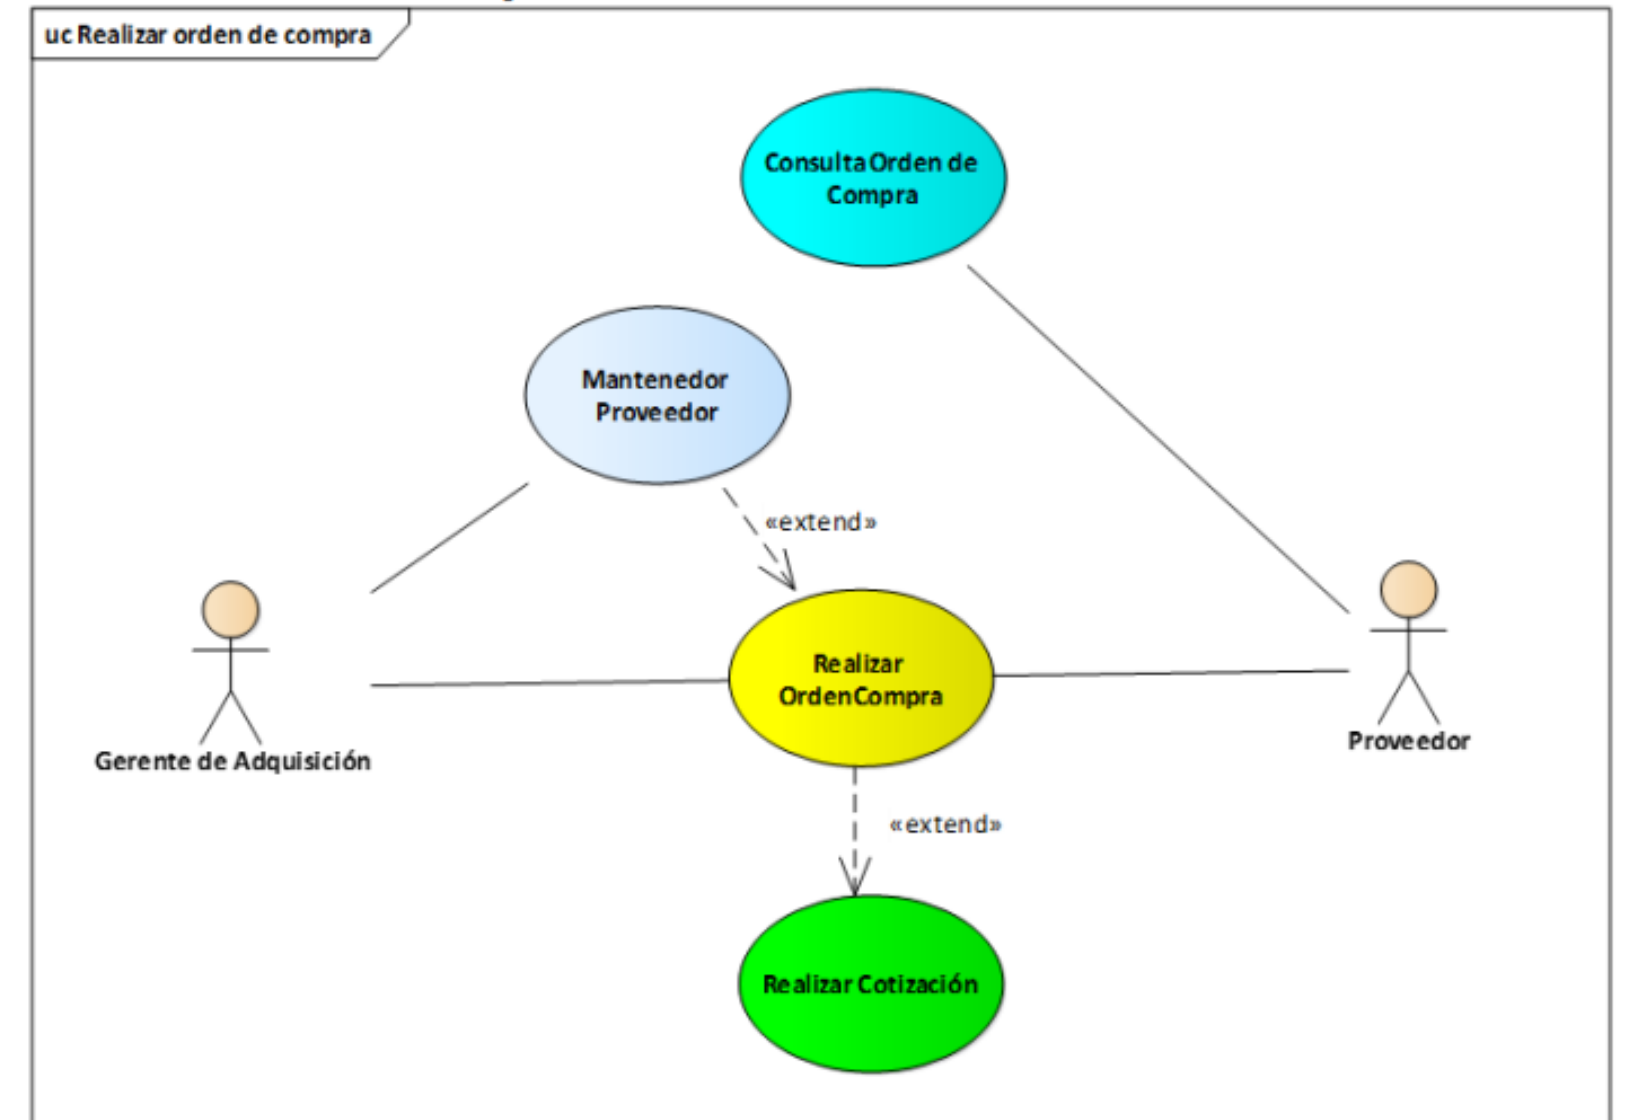 uc Realizar orden de compra
Consulta Orden de
Compra
Mantenedor
Proveedor
«extend»
Realizar
OrdenCompra
Gerente de Adquisición
Proveedor
«extend»
Realizar Cotización